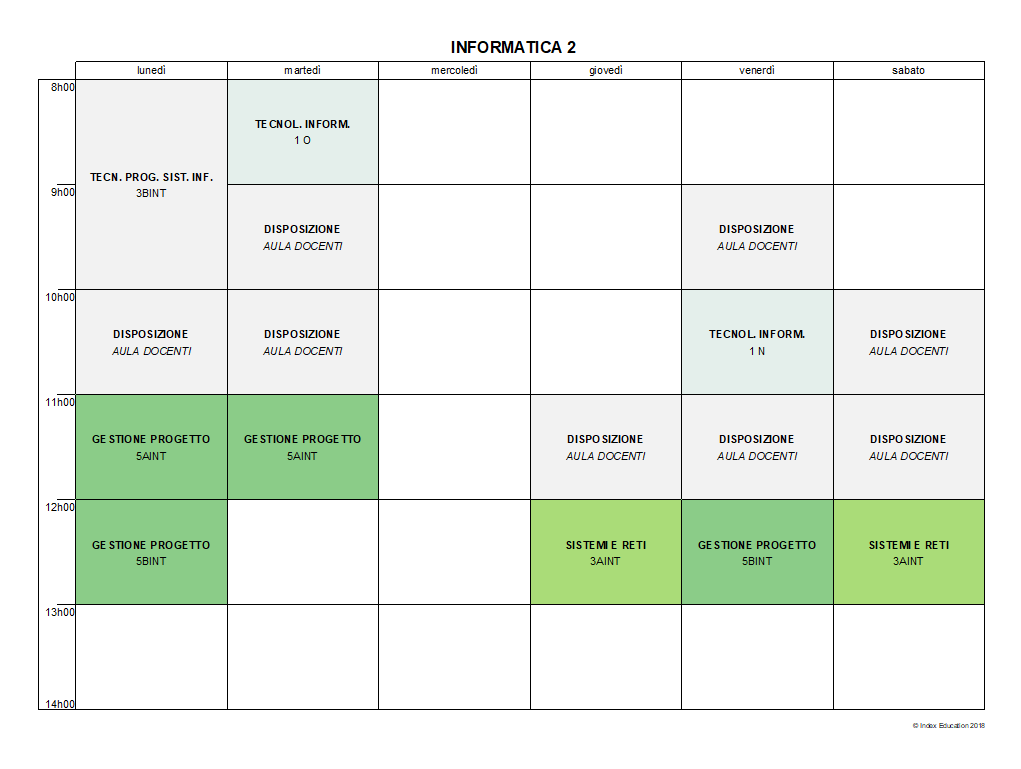 INFORMATICA 2
lunedì martedì mercoledì giovedì venerdì sabato
8h00
TECN. PROG. SIST. INF.
3BINT
TECNOL. INFORM.
1 O
9h00
DISPOSIZIONE
AULA DOCENTI
DISPOSIZIONE
AULA DOCENTI
10h00
DISPOSIZIONE
AULA DOCENTI
DISPOSIZIONE
AULA DOCENTI
TECNOL. INFORM.
1 N
DISPOSIZIONE
AULA DOCENTI
11h00
GESTIONE PROGETTO
5AINT
GESTIONE PROGETTO
5AINT
DISPOSIZIONE
AULA DOCENTI
DISPOSIZIONE
AULA DOCENTI
DISPOSIZIONE
AULA DOCENTI
12h00
GESTIONE PROGETTO
5BINT
SISTEMI E RETI
3AINT
GESTIONE PROGETTO
5BINT
SISTEMI E RETI
3AINT
13h00
14h00
© Index Education 2018